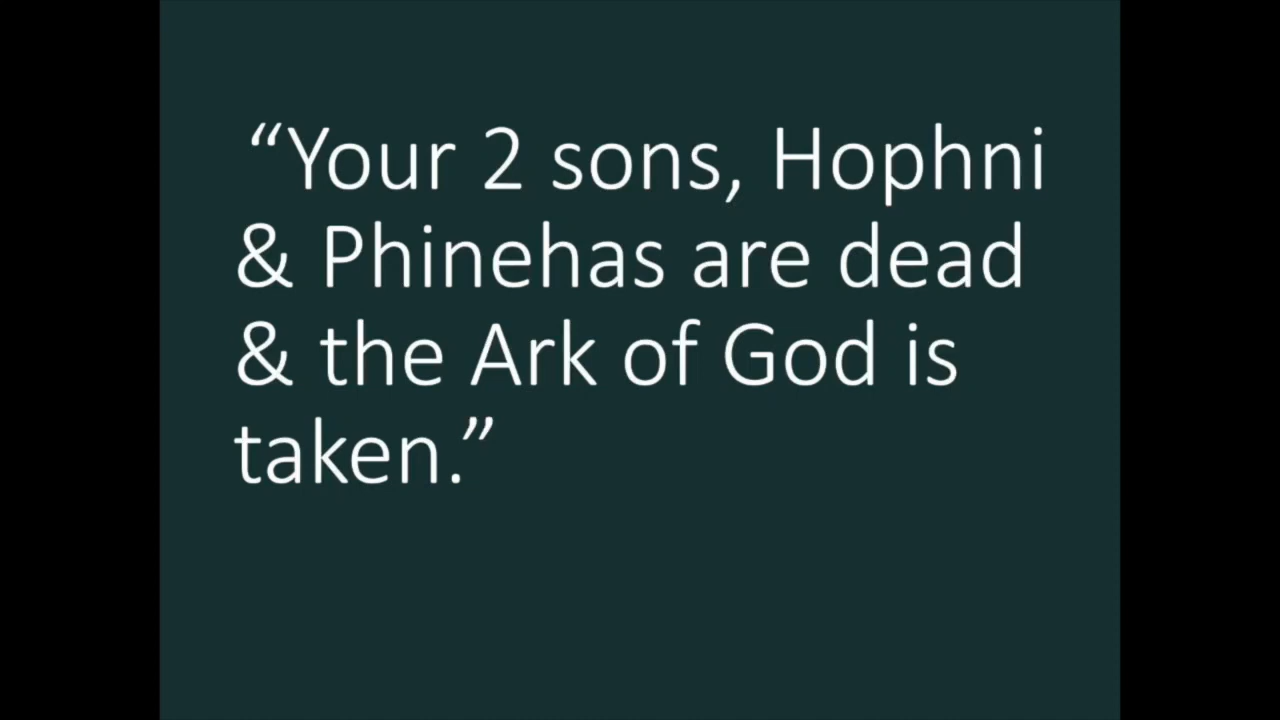 “Your 2 sons, Hophni
& Phinehas are dead
& the Ark of God is
taken.”